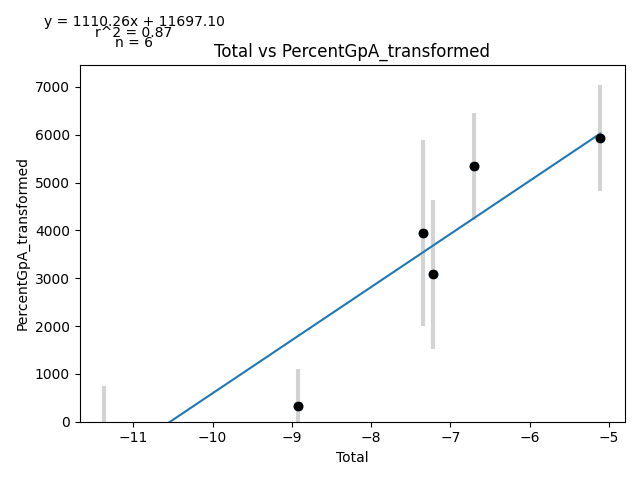 y = 1110.26x + 11697.10
r^2 = 0.87
n = 6
Total vs PercentGpA_transformed
PercentGpA_transformed
7000
6000
5000
4000
3000
2000
1000
0
−11 −10 −9 −8 −7 −6 −5
Total